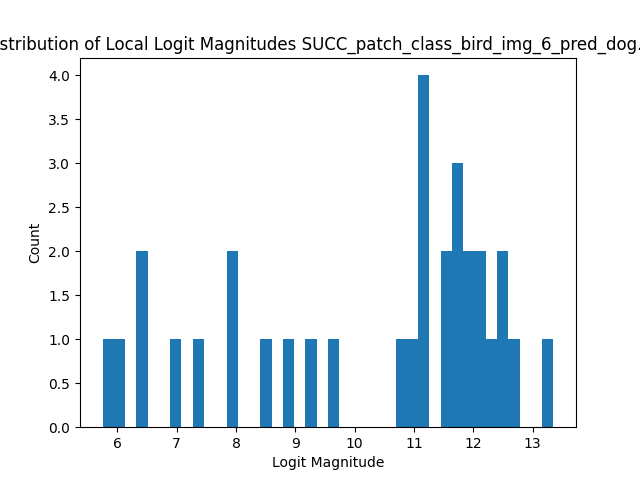 stribution of Local Logit Magnitudes SUCC_patch_class_bird_img_6_pred_dog.
4.0
3.5
3.0
2.5
2.0
1.5
1.0
0.5
0.0
Count
6 7 8 9 10 11 12 13
Logit Magnitude